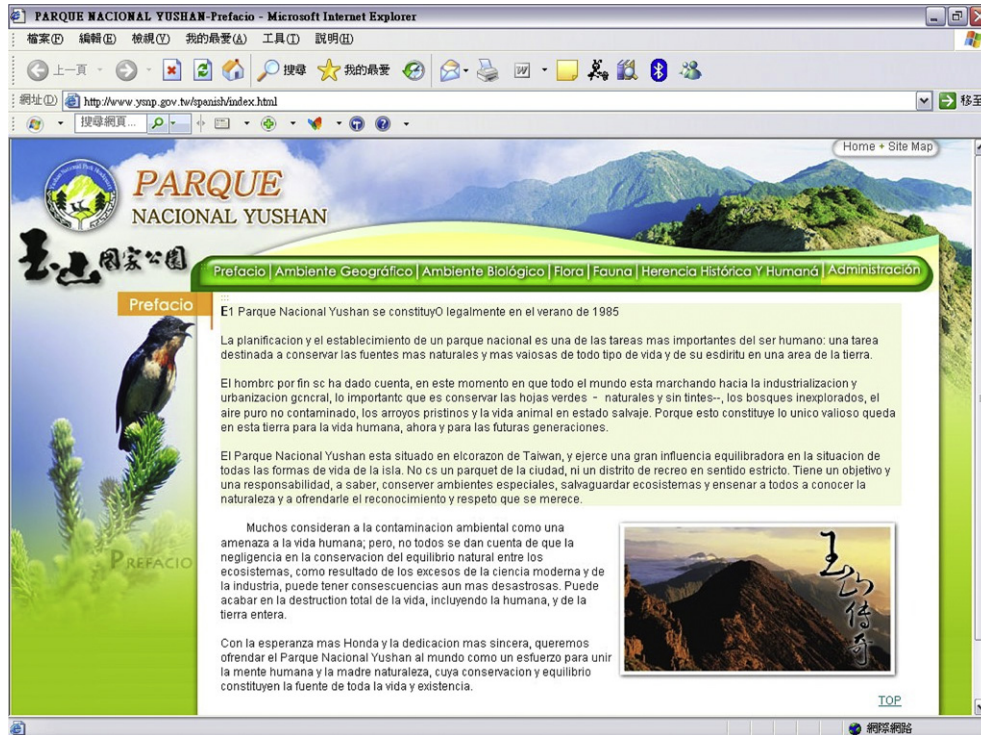 PARQUE NACIONAL YUSHAN-Prefacio - Microsoft Internet Explorer
檔案(F) 編輯(E) 檢視(V) 我的最愛(A) 工具(T) 說明(H)
上一頁 搜尋 我的最愛
網址(D) http://www.ysnp.gov.tw/spanish/index.html 移至
搜尋網頁...
Home + Site Map
PARQUE
NACIONAL YUSHAN
玉山國家公園
Prefacio | Ambiente Geográfico | Ambiente Biológico | Flora | Fauna | Herencia Histórica Y Humaná | Administración
Prefacio
E1 Parque Nacional Yushan se constituyO legalmente en el verano de 1985
La planificacion y el establecimiento de un parque nacional es una de las tareas mas importantes del ser humano: una tarea
destinada a conservar las fuentes mas naturales y mas vaiosas de todo tipo de vida y de su esdiritu en una area de la tierra.
El hombrc por fin sc ha dado cuenta, en este momento en que todo el mundo esta marchando hacia la industrializacion y
urbanizacion gcncral, lo importantc que es conservar las hojas verdes - naturales y sin tintes--, los bosques inexplorados, el
aire puro no contaminado, los arroyos pristinos y la vida animal en estado salvaje. Porque esto constituye lo unico valioso queda
en esta tierra para la vida humana, ahora y para las futuras generaciones.
El Parque Nacional Yushan esta situado en elcorazon de Taiwan, y ejerce una gran influencia equilibradora en la situacion de
todas las formas de vida de la isla. No cs un parquet de la ciudad, ni un distrito de recreo en sentido estricto. Tiene un objetivo y
una responsabilidad, a saber, conserver ambientes especiales, salvaguardar ecosistemas y ensenar a todos a conocer la
naturaleza y a ofrendarle el reconocimiento y respeto que se merece.
Muchos consideran a la contaminacion ambiental como una
amenaza a la vida humana; pero, no todos se dan cuenta de que la
negligencia en la conservacion del equilibrio natural entre los
ecosistemas, como resultado de los excesos de la ciencia moderna y de
la industria, puede tener consescuencias aun mas desastrosas. Puede
acabar en la destruction total de la vida, incluyendo la humana, y de la
tierra entera.
Con la esperanza mas Honda y la dedicacion mas sincera, queremos
ofrendar el Parque Nacional Yushan al mundo como un esfuerzo para unir
la mente humana y la madre naturaleza, cuya conservacion y equilibrio
constituyen la fuente de toda la vida y existencia.
PREFACIO
玉山傳奇
TOP
網際網路